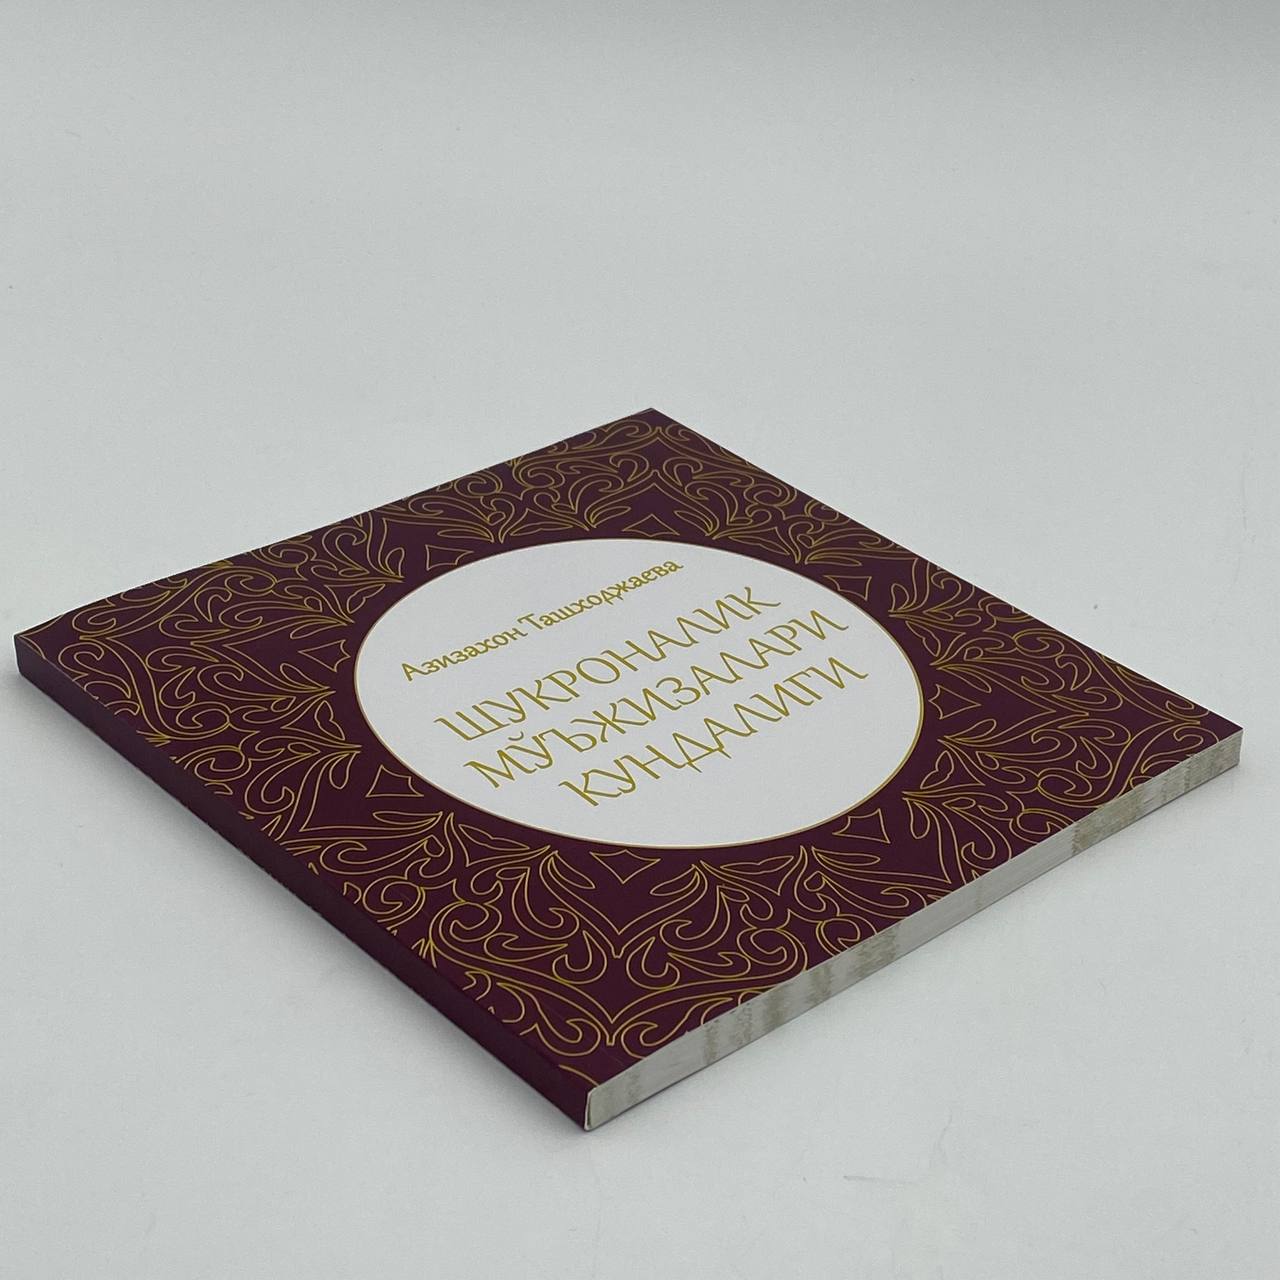 Азизахон Ташходжаева
ШУКРОНАЛИК
МЎЪЖИЗАЛАРИ
КУНДАЛИГИ